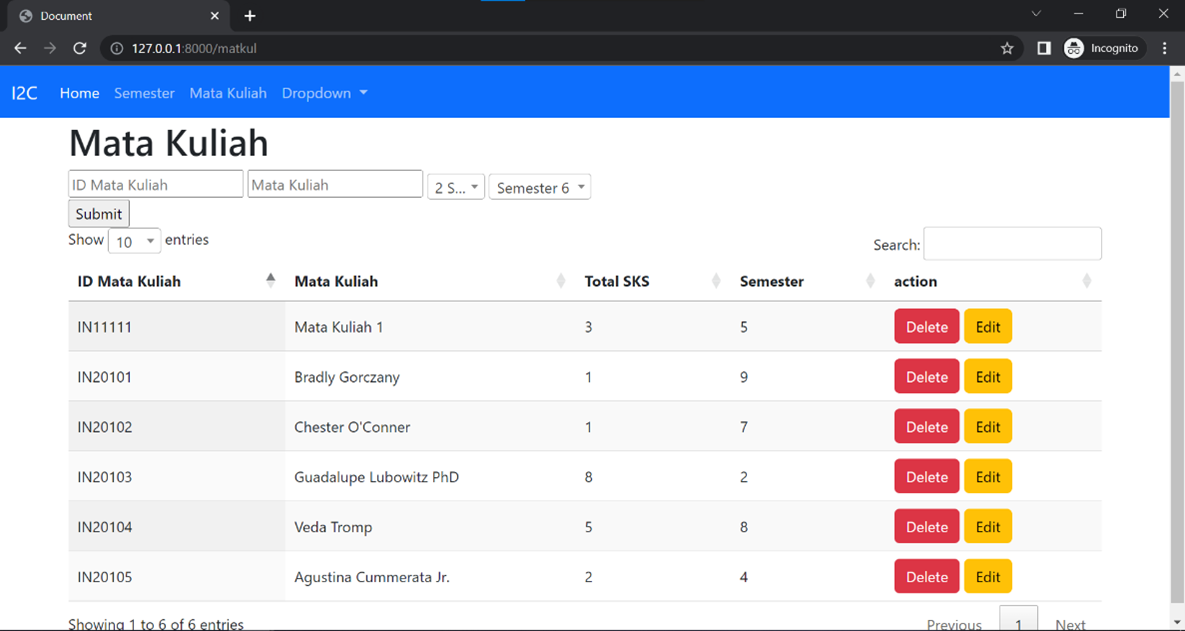 Document
127.0.0.1:8000/matkul
Incognito
I2C Home Semester Mata Kuliah Dropdown
Mata Kuliah
ID Mata Kuliah Mata Kuliah 2 S... Semester 6
Submit
Show 10 entries
Search:
ID Mata Kuliah Mata Kuliah Total SKS Semester action
IN11111 Mata Kuliah 1 3 5 Delete Edit
IN20101 Bradly Gorczany 1 9 Delete Edit
IN20102 Chester O'Conner 1 7 Delete Edit
IN20103 Guadalupe Lubowitz PhD 8 2 Delete Edit
IN20104 Veda Tromp 5 8 Delete Edit
IN20105 Agustina Cummerata Jr. 2 4 Delete Edit
Showing 1 to 6 of 6 entries Previous 1 Next